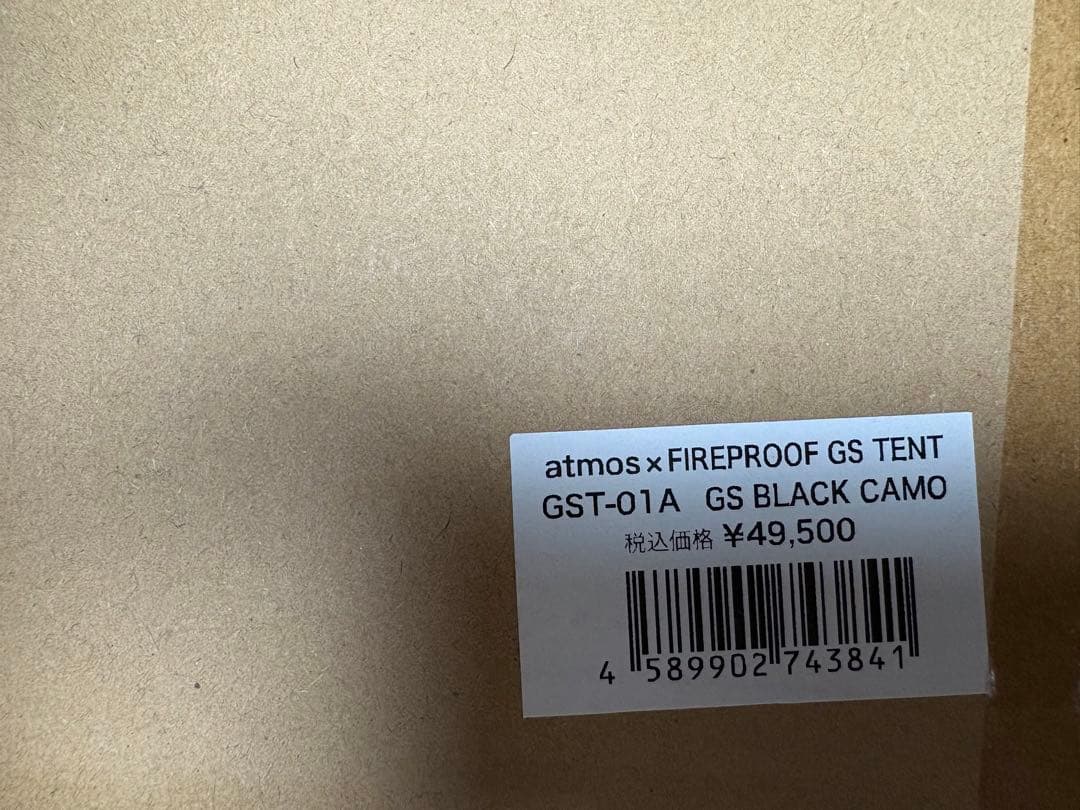 atmos x FIREPROOF GS TENT
GST-01A GS BLACK CAMO
税込価格 ¥49,500
4 589902 743841